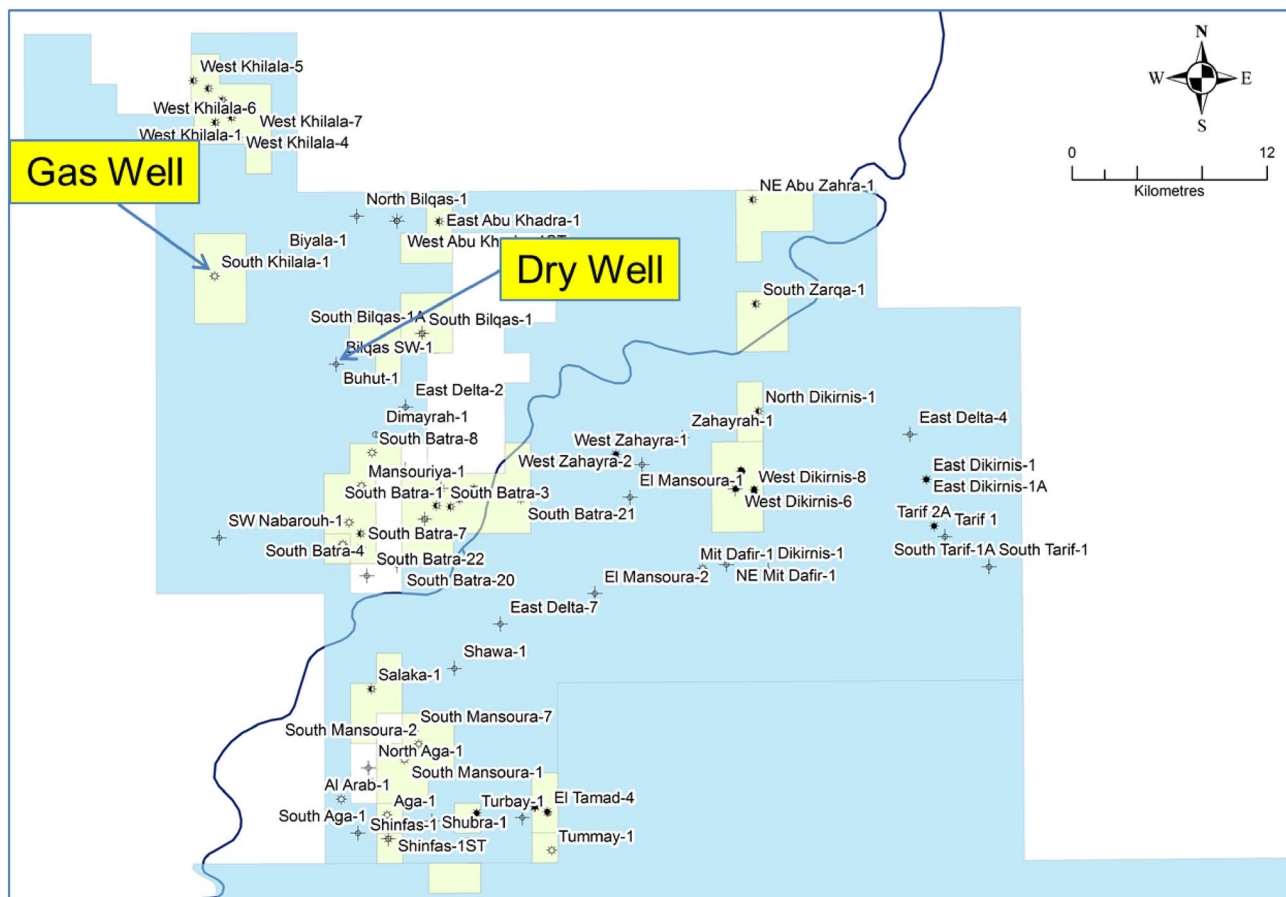 West Khilala-5
N
West Khilala-6
West Khilala-7
W
E
West Khilala-1
West Khilala-4
S
0
12
Kilometres
Gas Well
NE Abu Zahra-1
North Bilqas-1
East Abu Khadra-1
Biyala-1
West Abu
South Khilala-1
Dry Well
South Zarqa-1
South Bilqas-1A
South Bilqas-1
Bilqas SW-1
Buhut-1
East Delta-2
North Dikirnis-1
Dimayrah-1
Zahayrah-1
East Delta-4
South Batra-8
West Zahayra-1
West Zahayra-2
East Dikirnis-1
Mansouriya-1
West Dikirnis-8
El Mansoura-1
East Dikirnis-1A
South Batra-1
South Batra-3
West Dikirnis-6
South Batra-21
Tarif 2A
Tarif 1
SW Nabarouh-1
South Batra-7
South Batra-4
South Tarif-1A
South Tarif-1
South Batra-22
Mit Dafir-1
Dikirnis-1
South Batra-20
El Mansoura-2
NE Mit Dafir-1
East Delta-7
Shawa-1
Salaka-1
South Mansoura-7
South Mansoura-2
North Aga-1
South Mansoura-1
Al Arab-1
Aga-1
Turbay-1
El Tamad-4
South Aga-1
Shinfas-1
Shubra-1
Shinfas-1ST
Tummay-1